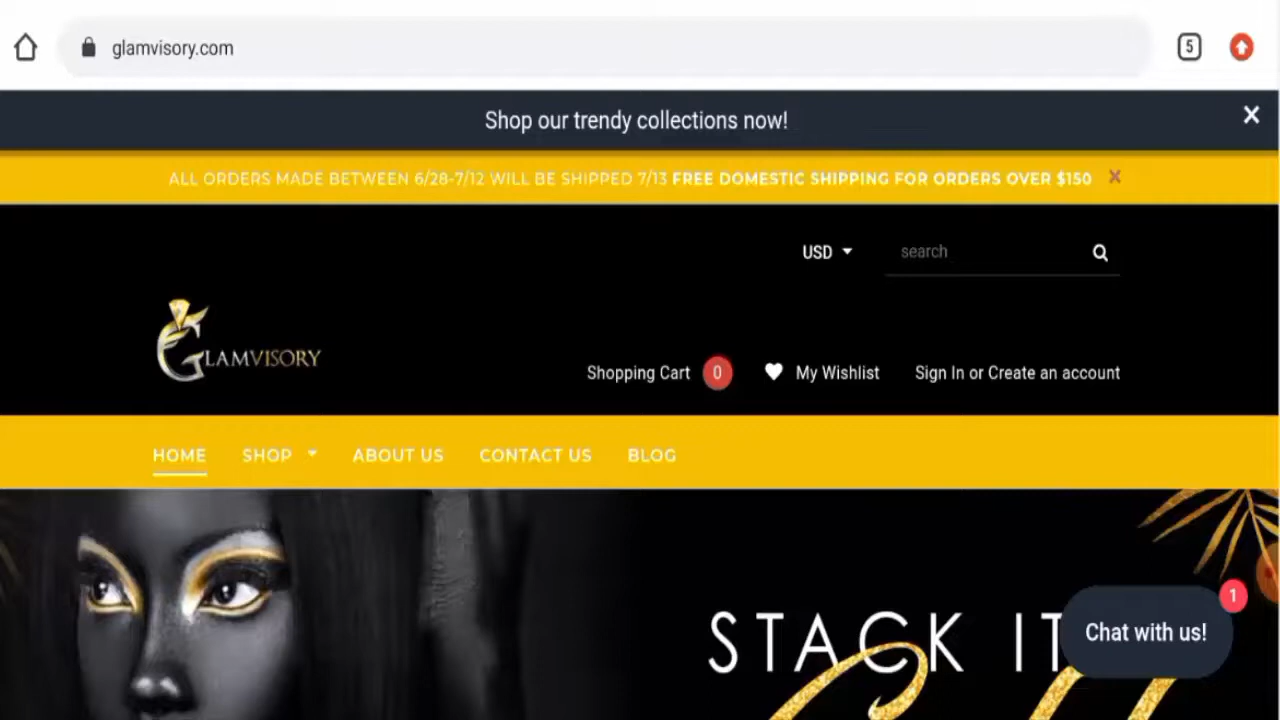 glamvisory.com
5
Shop our trendy collections now!
ALL ORDERS MADE BETWEEN 6/28-7/12 WILL BE SHIPPED 7/13 FREE DOMESTIC SHIPPING FOR ORDERS OVER $150
USD
search
GLAMVISORY
Shopping Cart 0
My Wishlist
Sign In or Create an account
HOME
SHOP
ABOUT US
CONTACT US
BLOG
STACK IT
1
Chat with us!